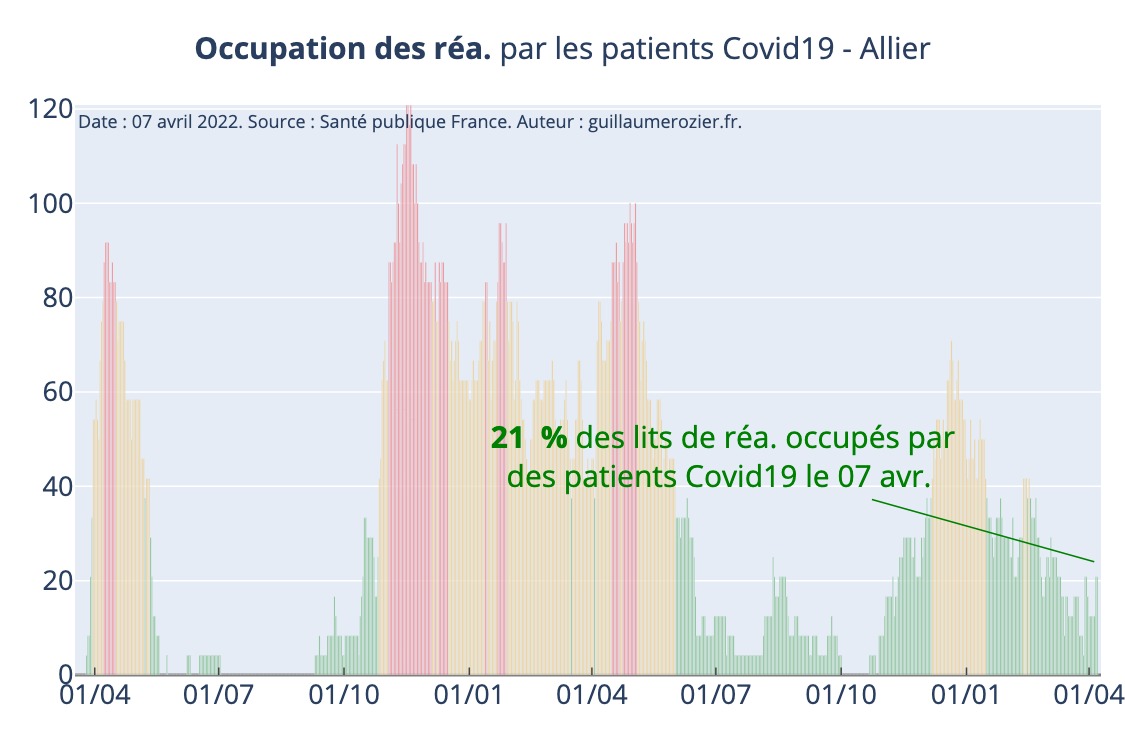 Occupation des réa. par les patients Covid19 - Allier
120
Date : 07 avril 2022. Source : Santé publique France. Auteur : guillaumerozier.fr.
100
80
60
21 % des lits de réa. occupés par
des patients Covid19 le 07 avr.
40
20
0
01/04 01/07 01/10 01/01 01/04 01/07 01/10 01/01 01/04